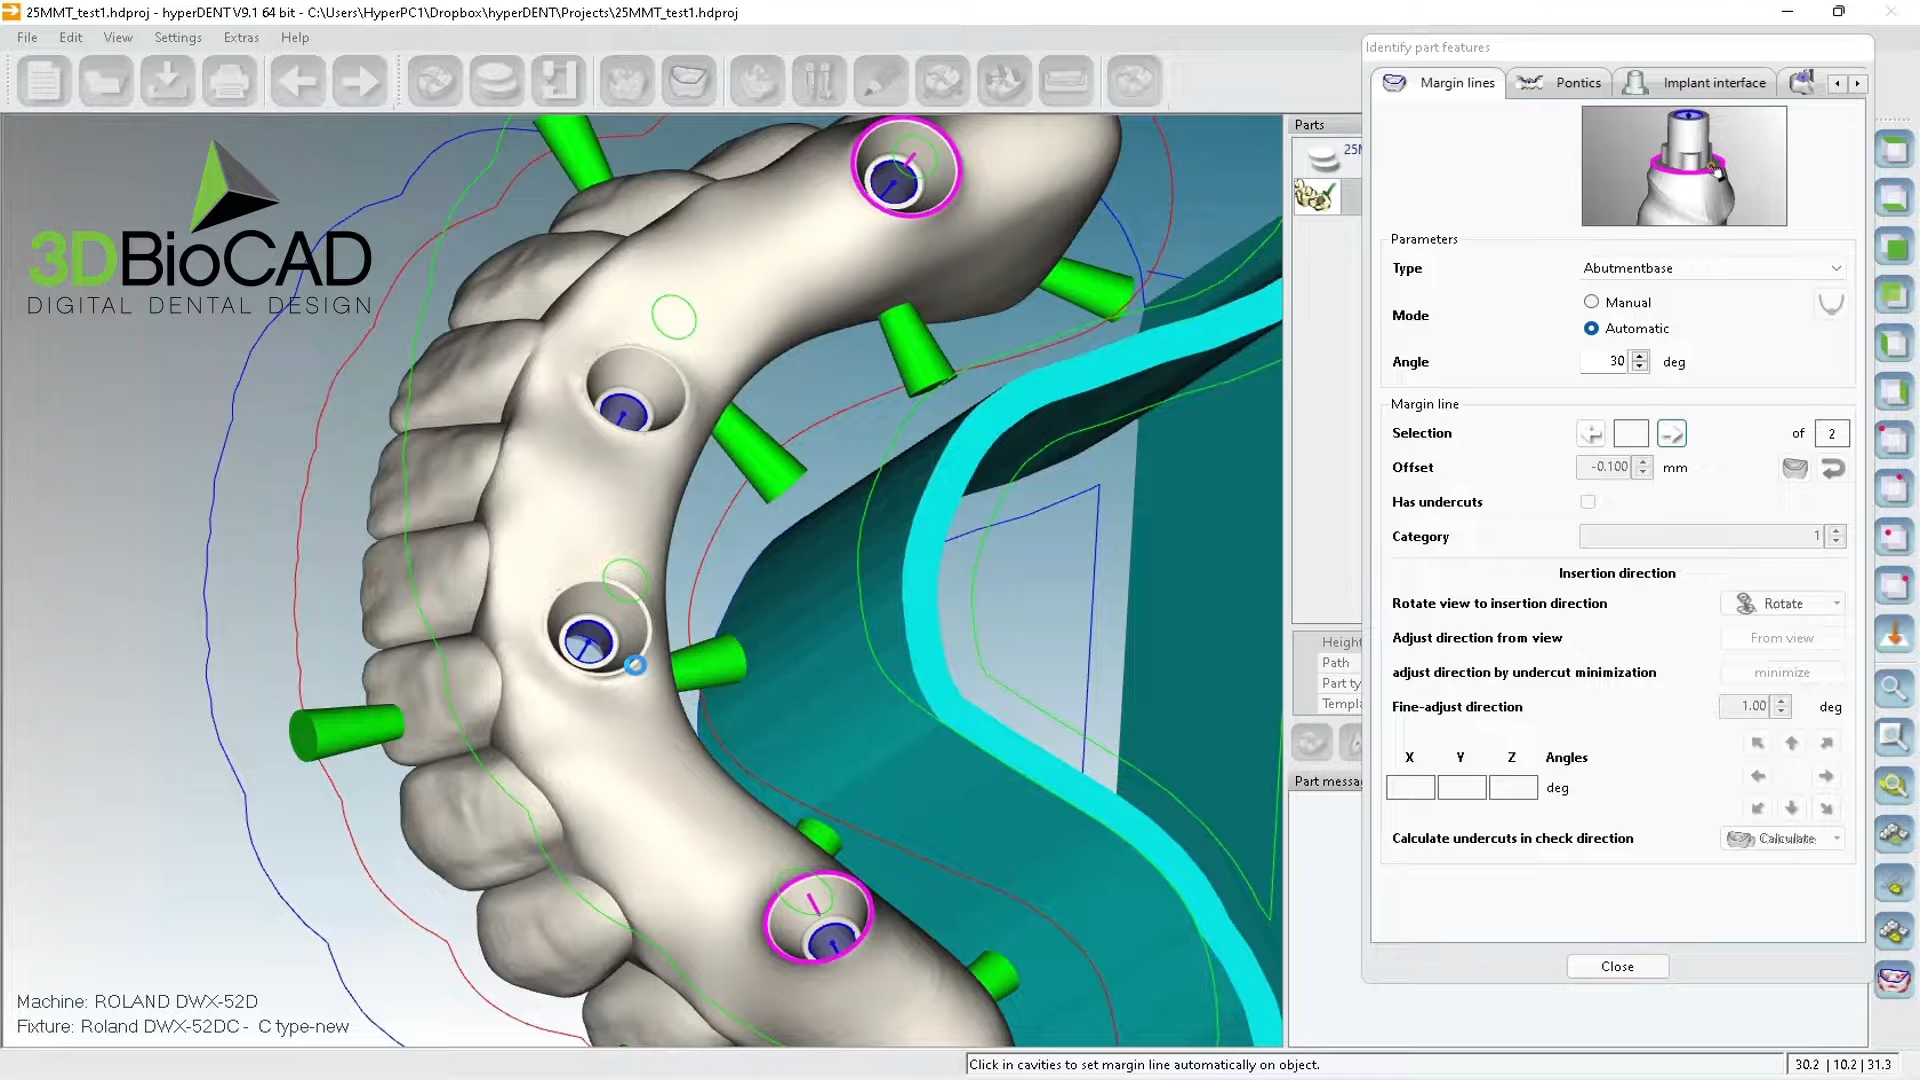 25MMT_test1.hdproj - hyperDENT V9.1 64 bit - C:\Users\HyperPC1\Dropbox\hyperDENT\Projects\25MMT_test1.hdproj
File Edit View Settings Extras Help
Identify part features
Margin lines Pontics Implant interface
Parts
3DBioCAD
DIGITAL DENTAL DESIGN
Parameters
Type Abutmentbase
Mode Manual
Automatic
Angle 30 deg
Margin line
Selection of 2
Offset -0.100 mm
Has undercuts
Category 1
Insertion direction
Rotate view to insertion direction Rotate
Adjust direction from view From view
adjust direction by undercut minimization minimize
Fine-adjust direction 1.00 deg
X Y Z Angles
deg
Calculate undercuts in check direction Calculate
Close
Height
Path
Part ty
Templa
Part messa
Machine: ROLAND DWX-52D
Fixture: Roland DWX-52DC - C type-new
Click in cavities to set margin line automatically on object.
30.2 | 10.2 | 31.3